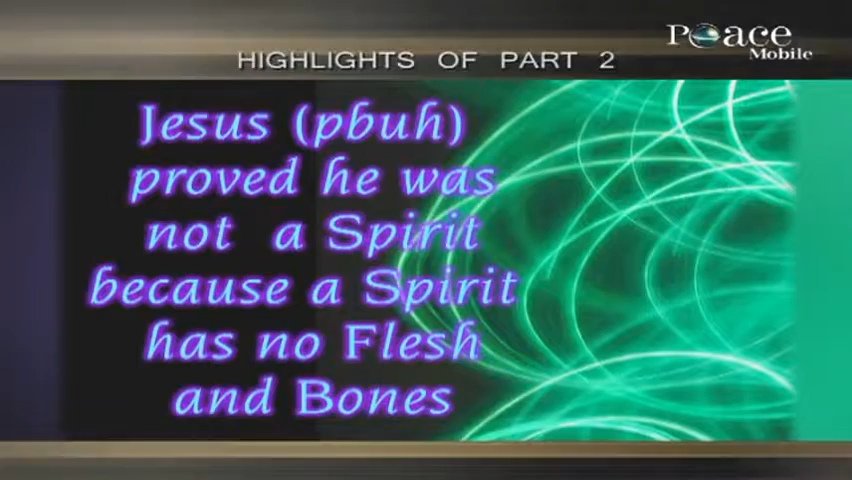 Peace
Mobile
HIGHLIGHTS OF PART 2
Jesus (pbuh)
proved he was
not a Spirit
because a Spirit
has no Flesh
and Bones